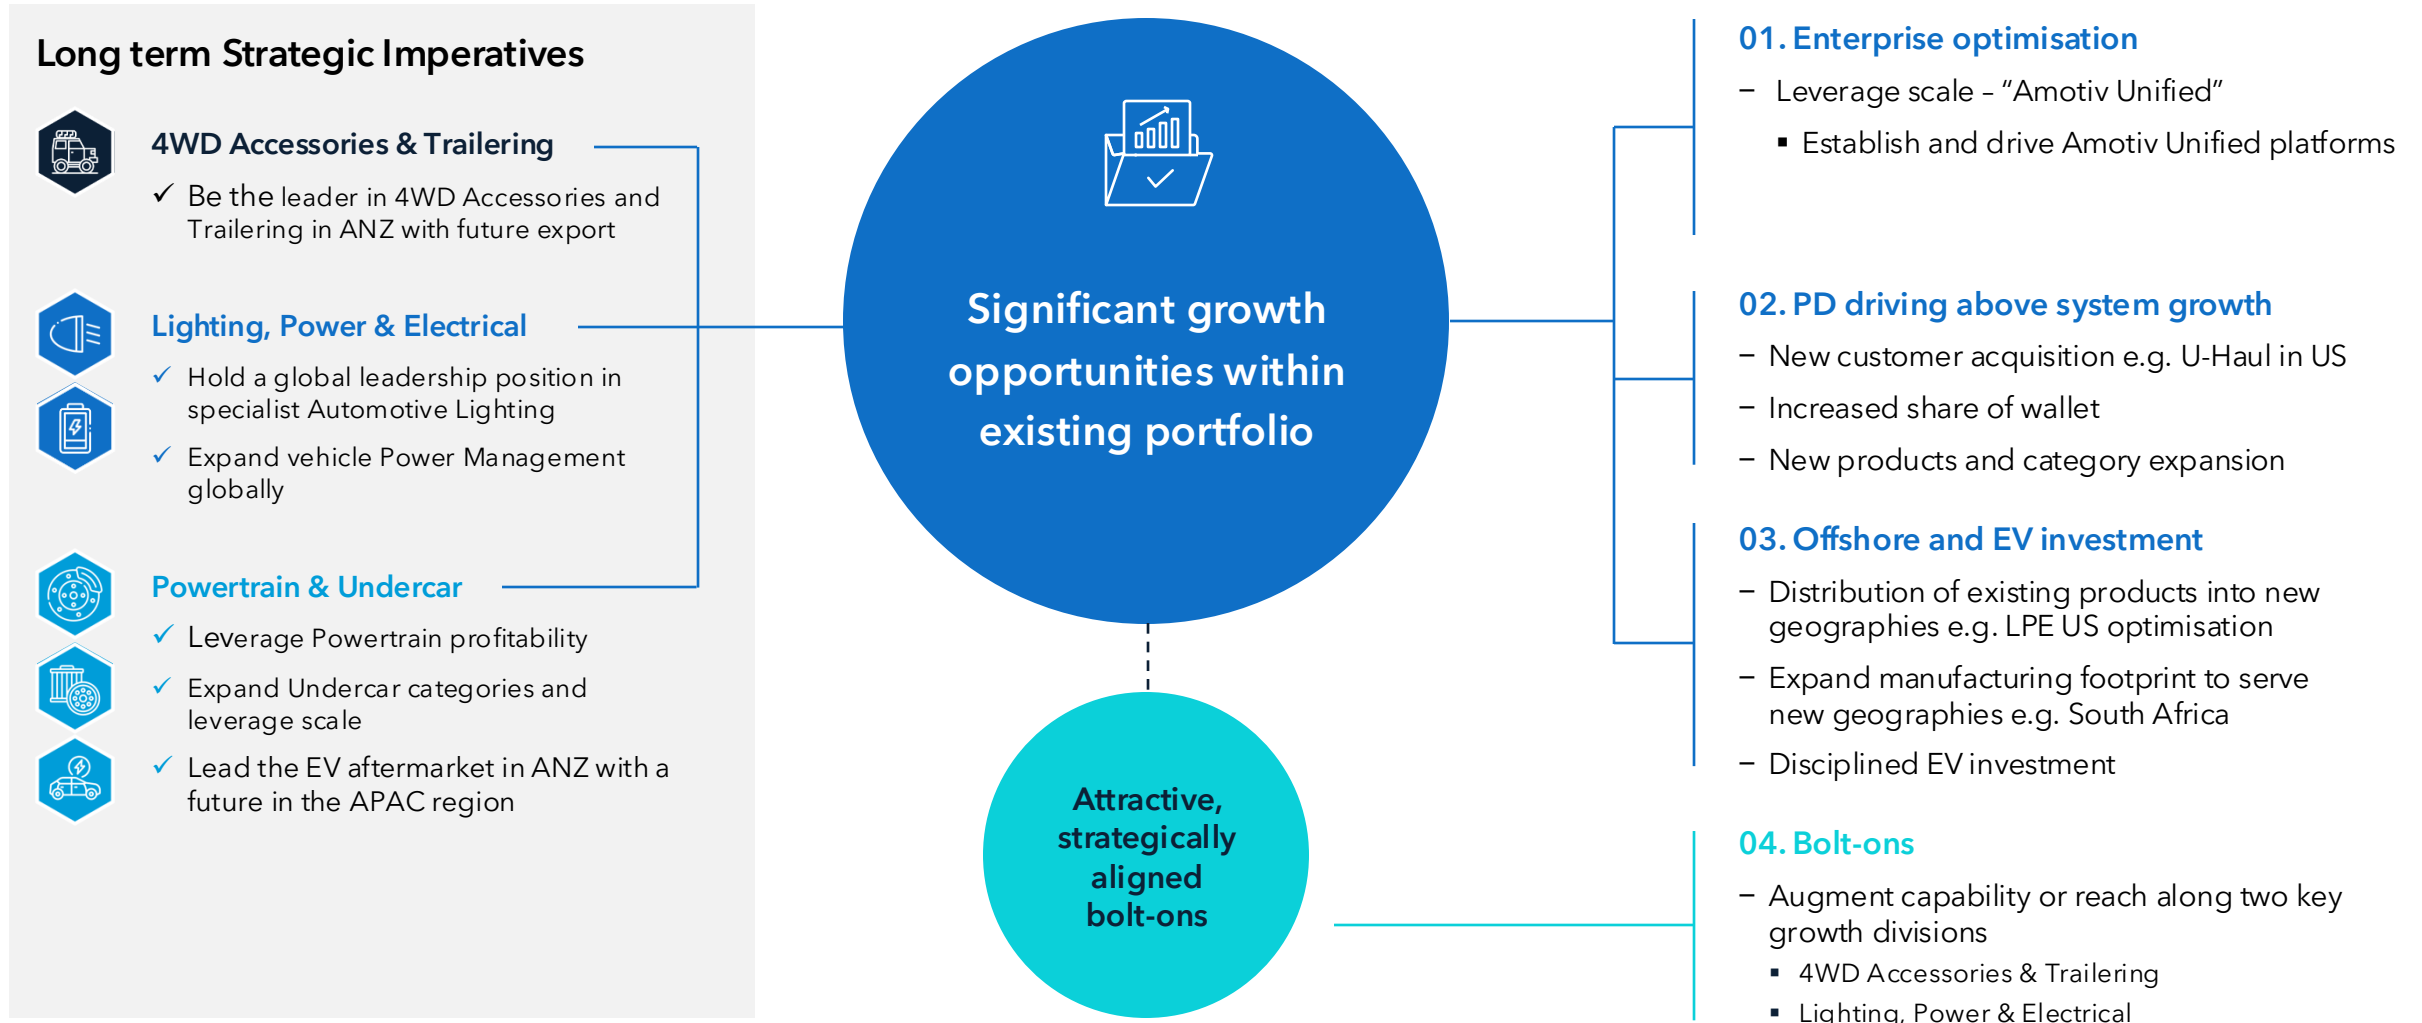 Long term Strategic Imperatives
4WD Accessories & Trailering
✓ Be the leader in 4WD Accessories and
Trailering in ANZ with future export
Lighting, Power & Electrical
✓ Hold a global leadership position in
specialist Automotive Lighting
✓ Expand vehicle Power Management
globally
Powertrain & Undercar
✓ Leverage Powertrain profitability
✓ Expand Undercar categories and
leverage scale
✓ Lead the EV aftermarket in ANZ with a
future in the APAC region
Significant growth
opportunities within
existing portfolio
Attractive,
strategically
aligned
bolt-ons
01. Enterprise optimisation
– Leverage scale – “Amotiv Unified”
▪ Establish and drive Amotiv Unified platforms
02. PD driving above system growth
– New customer acquisition e.g. U-Haul in US
– Increased share of wallet
– New products and category expansion
03. Offshore and EV investment
– Distribution of existing products into new
geographies e.g. LPE US optimisation
– Expand manufacturing footprint to serve
new geographies e.g. South Africa
– Disciplined EV investment
04. Bolt-ons
– Augment capability or reach along two key
growth divisions
▪ 4WD Accessories & Trailering
▪ Lighting, Power & Electrical